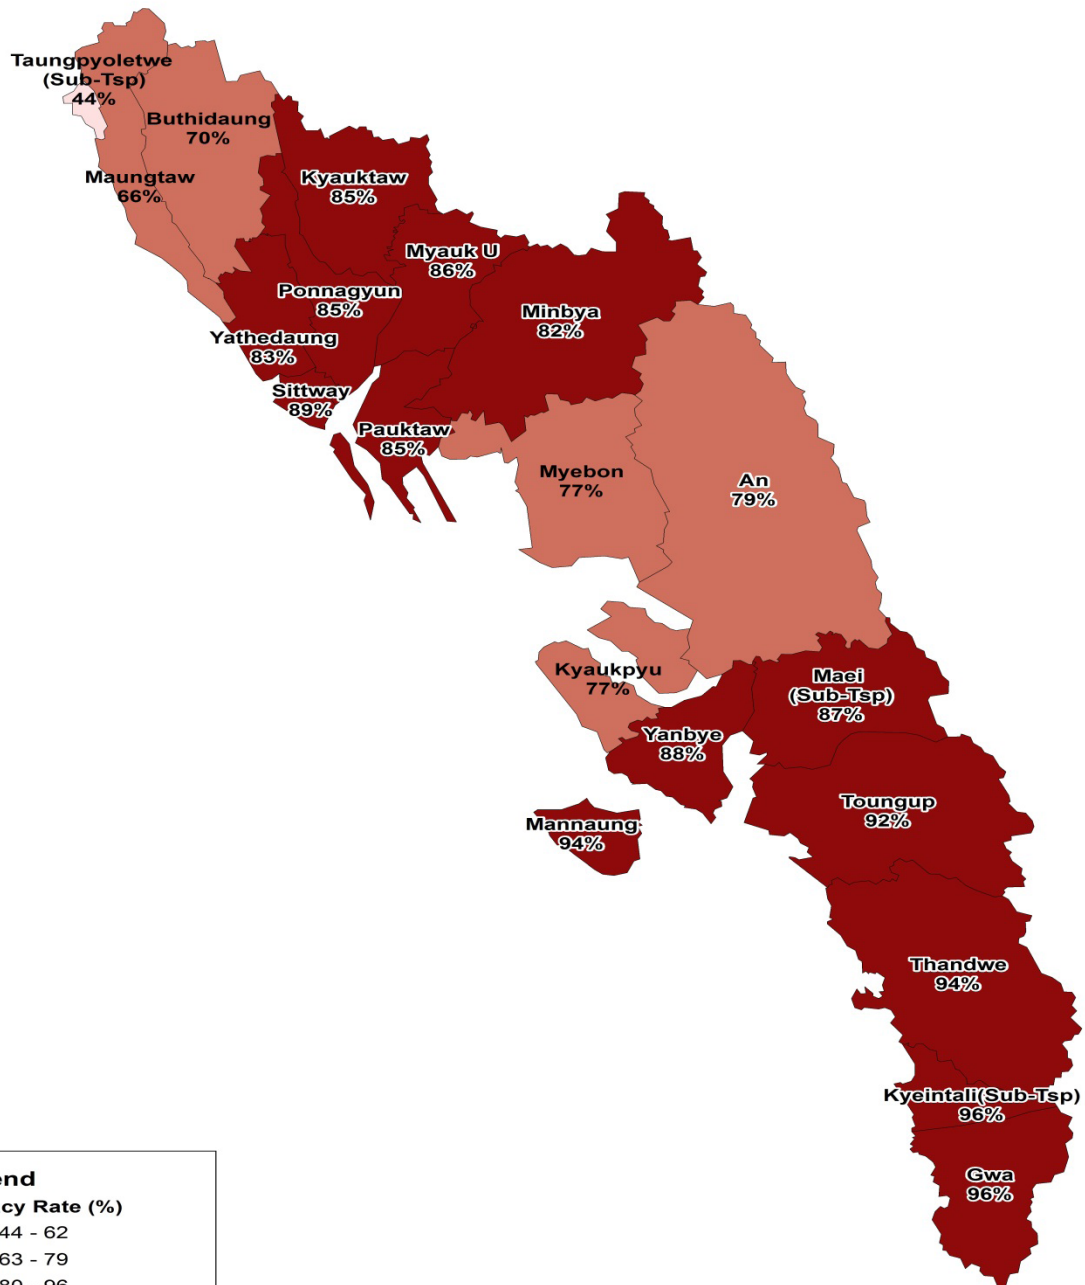 Taungpyoletwe
(Sub-Tsp)
44%
Buthidaung
70%
Maungtaw
66%
Kyauktaw
85%
Myauk U
86%
Ponnagyun
85%
Minbya
82%
Yathedaung
83%
Sittway
89%
Pauktaw
85%
Myebon
77%
An
79%
Kyaukpyu
77%
Maei
(Sub-Tsp)
87%
Yanbye
88%
Toungup
92%
Mannaung
94%
Thandwe
94%
Kyeintali(Sub-Tsp)
96%
Gwa
96%
end
cy Rate (%)
44 - 62
63 - 79
80 - 96